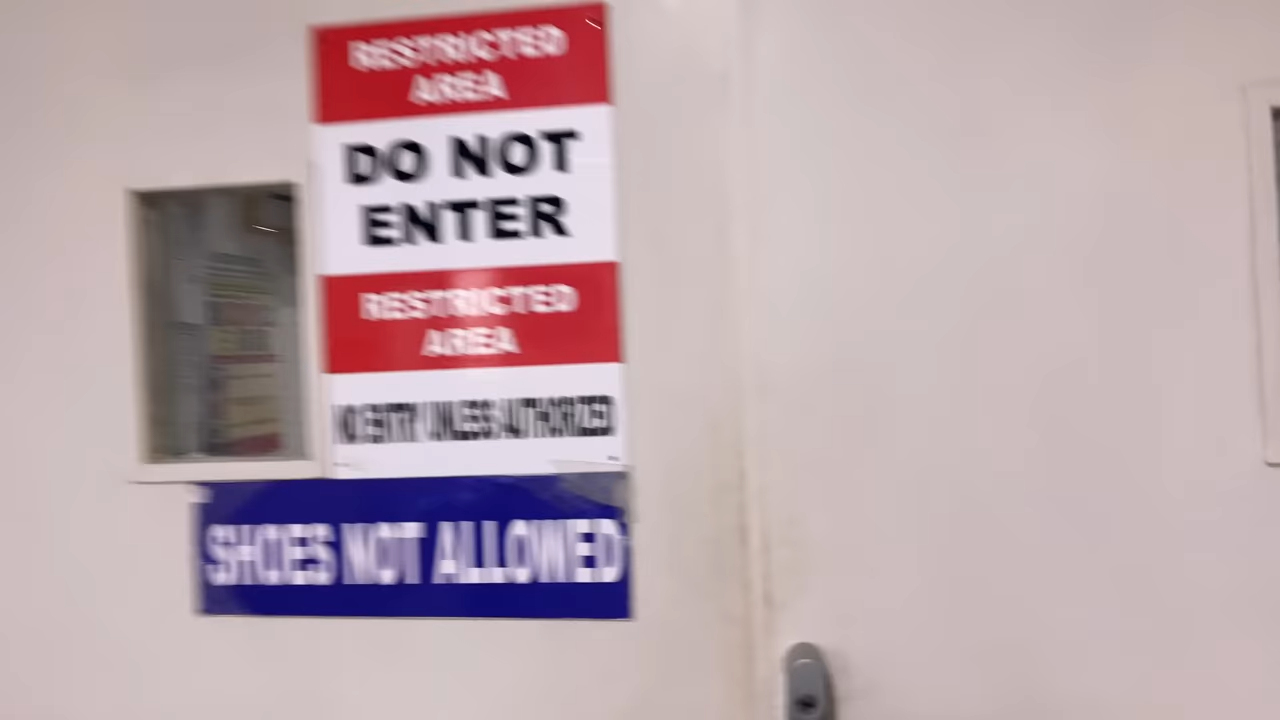 RESTRICTED
AREA
DO NOT
ENTER
RESTRICTED
AREA
NO ENTRY UNLESS AUTHORIZED
SHOES NOT ALLOWED